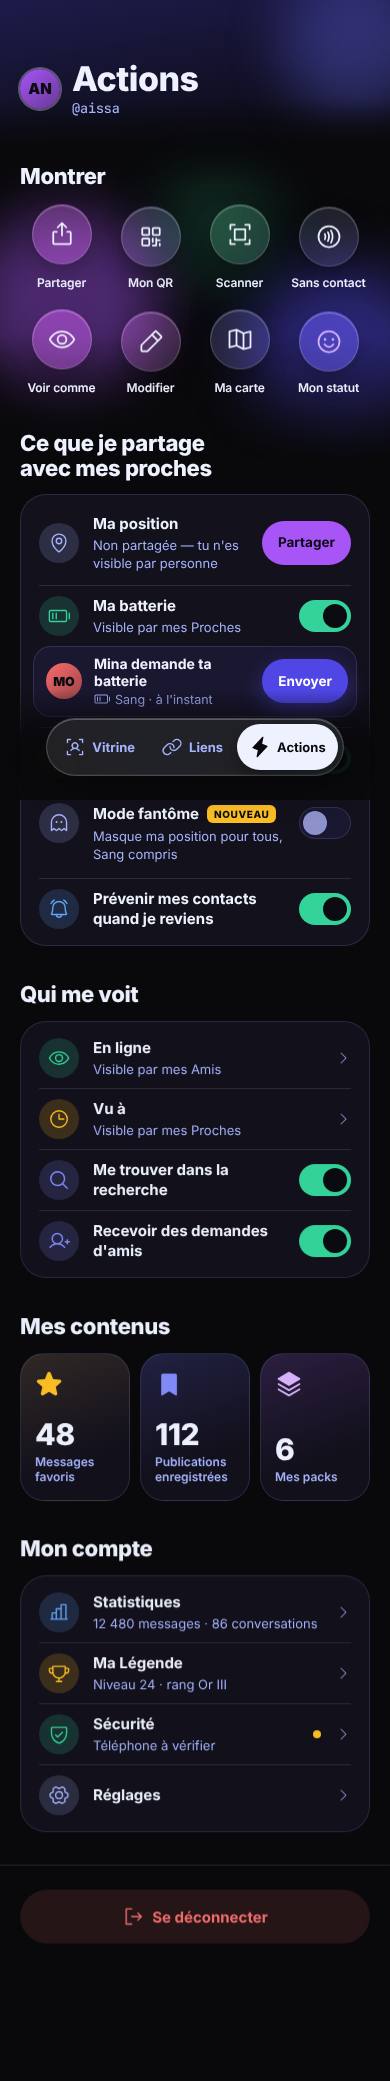 AN
Actions
@aissa
Montrer
Partager
Mon QR
Scanner
Sans contact
Voir comme
Modifier
Ma carte
Mon statut
Ce que je partage
avec mes proches
Ma position
Non partagée — tu n'es
visible par personne
Partager
Ma batterie
Visible par mes Proches
MO
Mina demande ta
batterie
Sang · à l'instant
Envoyer
Vitrine
Liens
Actions
Mode fantôme NOUVEAU
Masque ma position pour tous,
Sang compris
Prévenir mes contacts
quand je reviens
Qui me voit
En ligne
Visible par mes Amis
Vu à
Visible par mes Proches
Me trouver dans la
recherche
Recevoir des demandes
d'amis
Mes contenus
48
Messages
favoris
112
Publications
enregistrées
6
Mes packs
Mon compte
Statistiques
12 480 messages · 86 conversations
Ma Légende
Niveau 24 · rang Or III
Sécurité
Téléphone à vérifier
Réglages
Se déconnecter